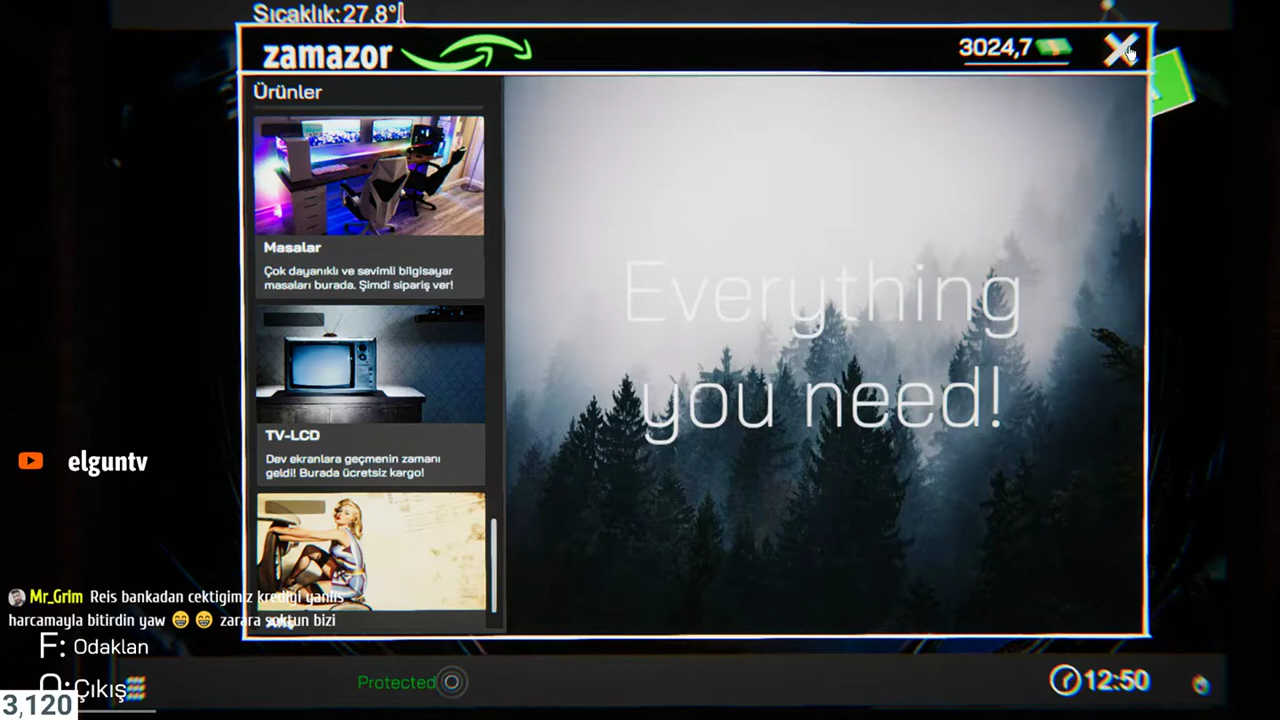 Sıcaklık:27,8°
zamazor
3024,7
Ürünler
Masalar
Çok dayanıklı ve sevimli bilgisayar
masaları burada. Şimdi sipariş ver!
Everything
you need!
TV-LCD
Dev ekranlara geçmenin zamanı
geldi! Burada ücretsiz kargo!
elguntv
Mr_Grim Reis bankadan cektigimiz krediyi yanlis
harcamayla bitirdin yaw 😁 😁 zarara soktun bizi
F: Odaklan
Q: Çıkış
Protected
12:50
3,120